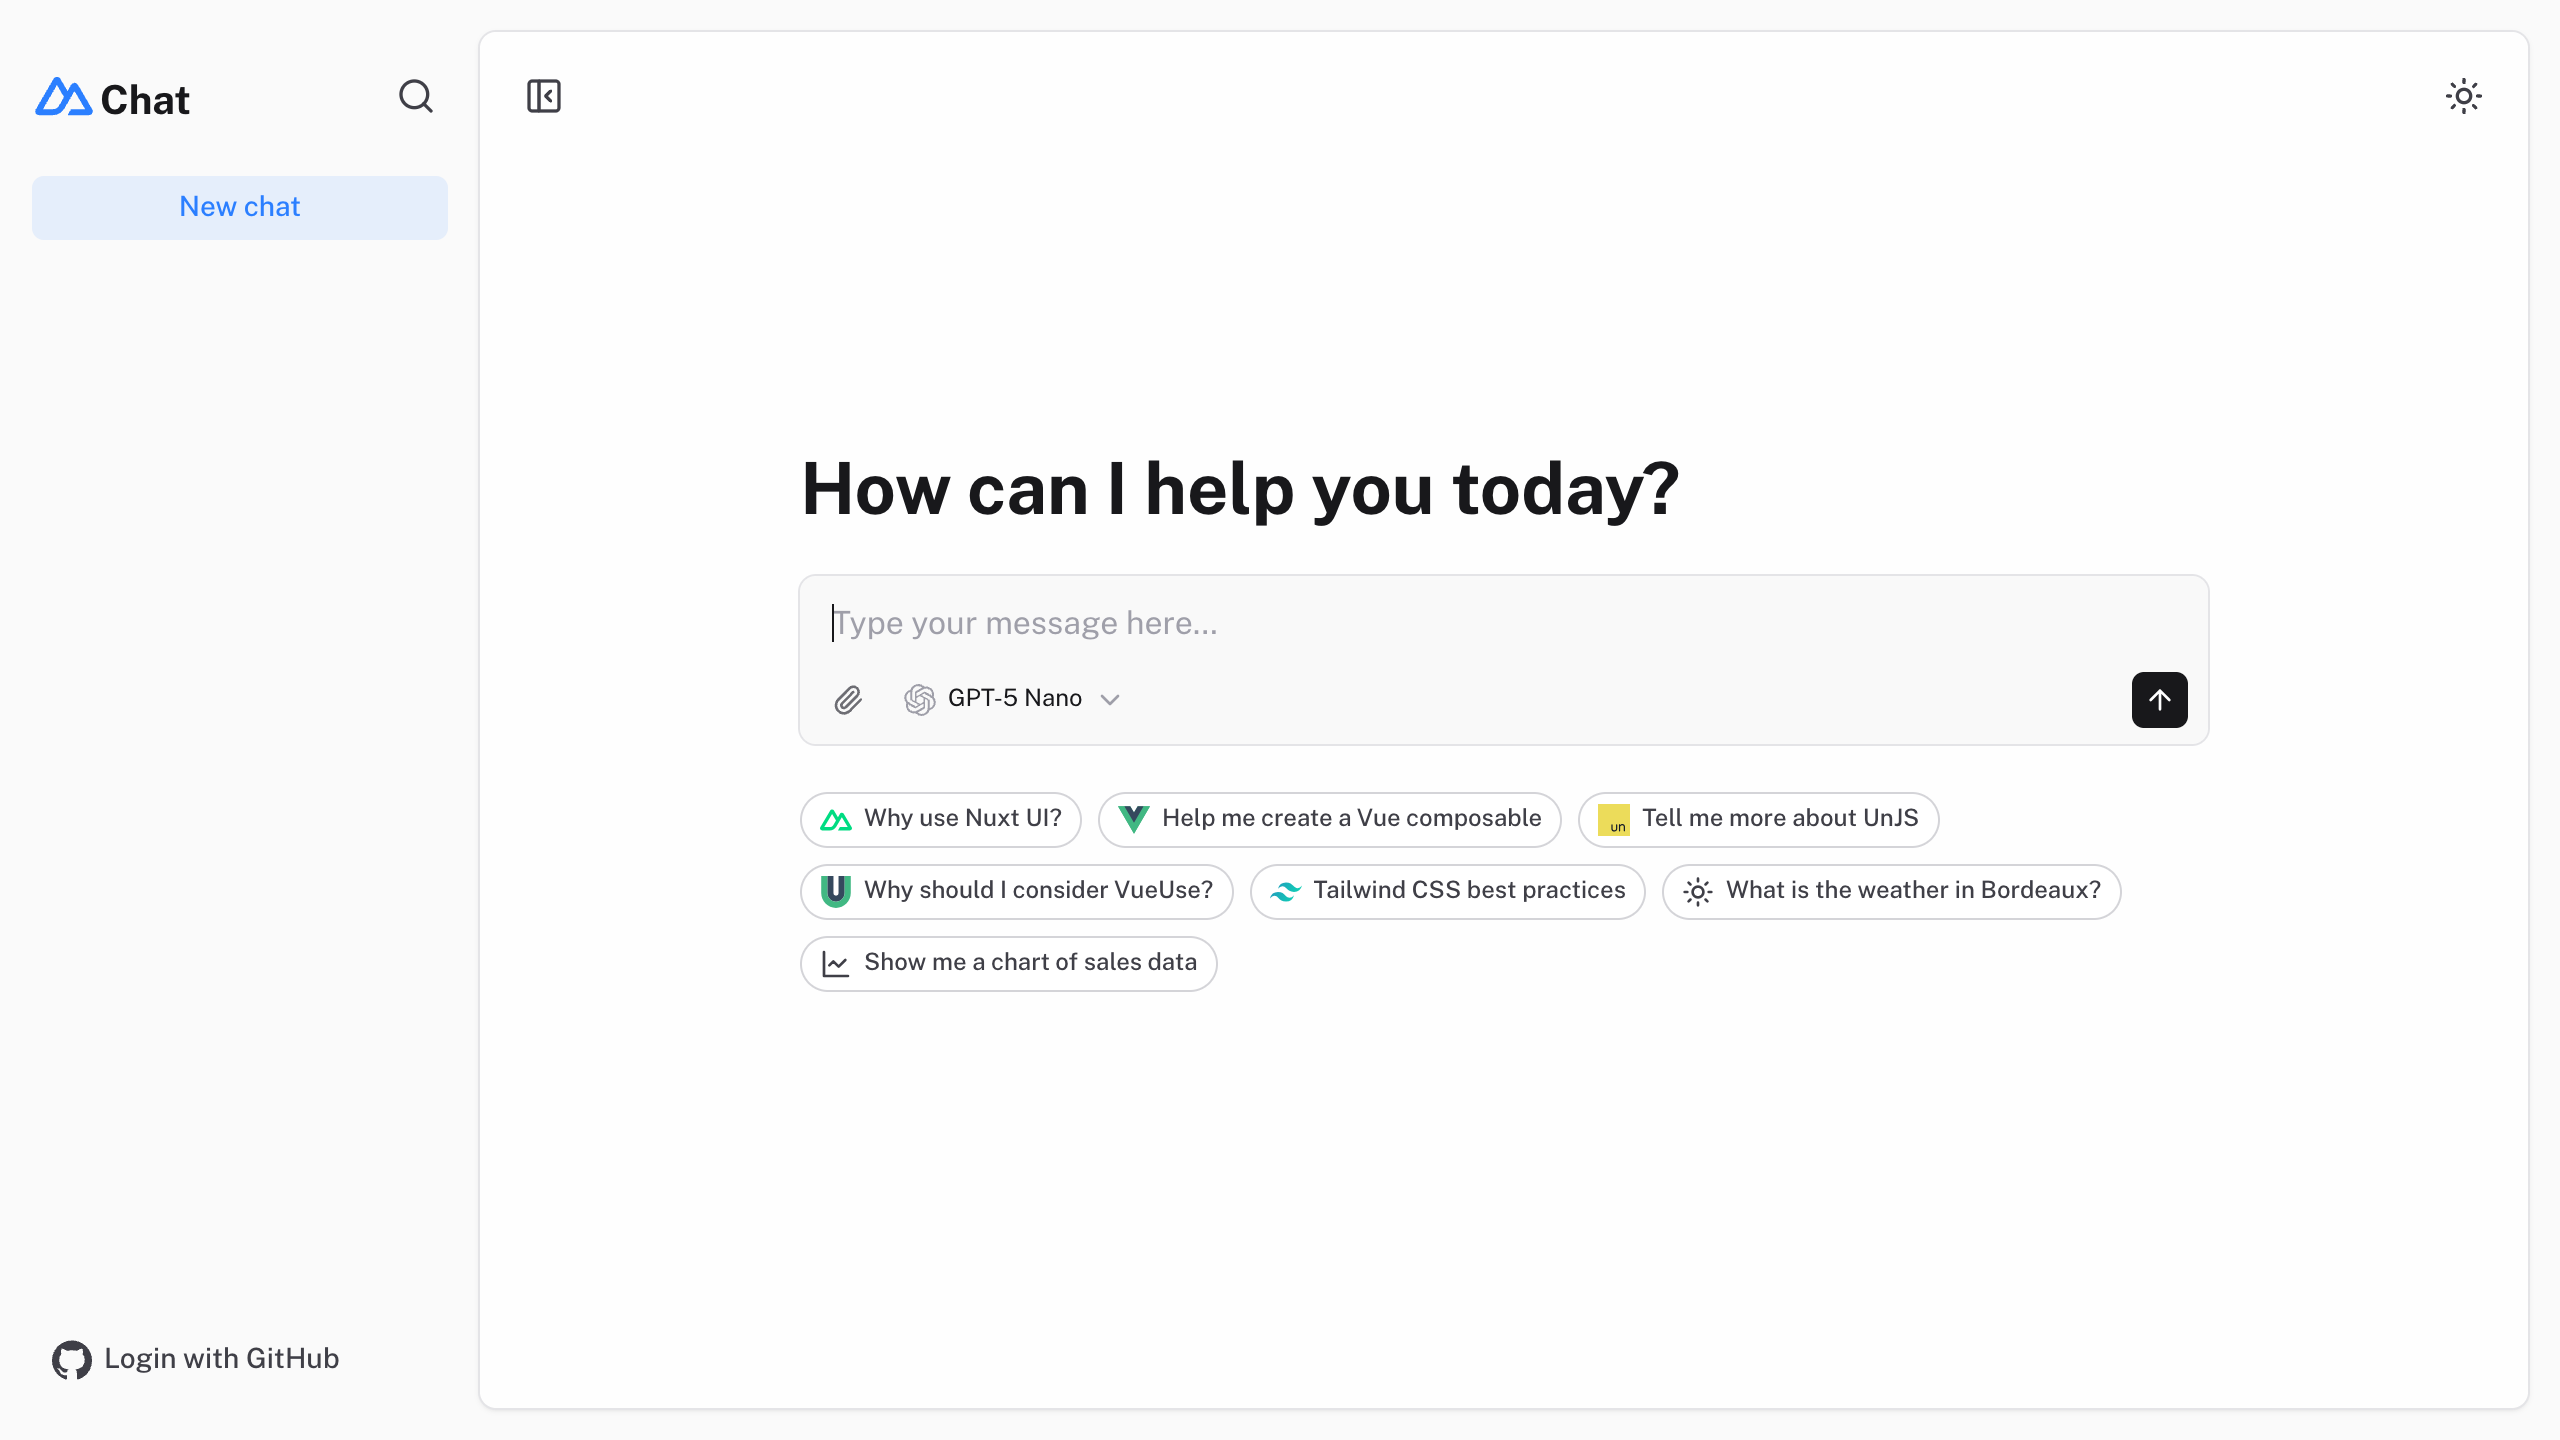 Chat
New chat
How can I help you today?
Type your message here...
GPT-5 Nano
Why use Nuxt UI?
Help me create a Vue composable
un
Tell me more about UnJS
Why should I consider VueUse?
Tailwind CSS best practices
What is the weather in Bordeaux?
Show me a chart of sales data
Login with GitHub